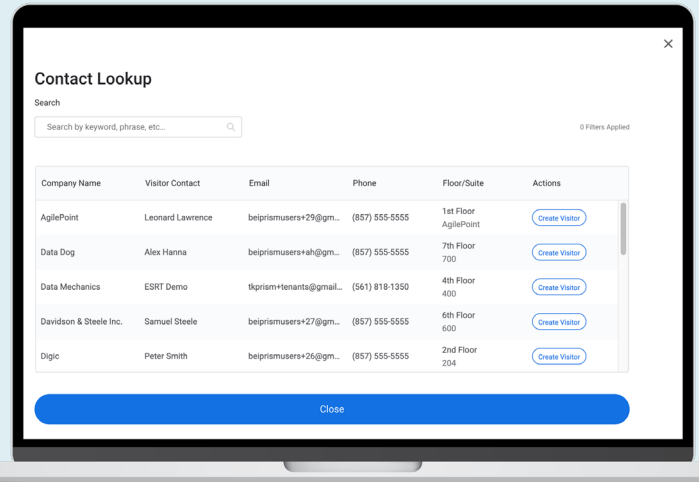 Contact Lookup
Search
Search by keyword, phrase, etc...
0 Filters Applied
Company Name Visitor Contact Email Phone Floor/Suite Actions
AgilePoint Leonard Lawrence beiprismusers+29@gm... (857) 555-5555 1st Floor Create Visitor
AgilePoint
Data Dog Alex Hanna beiprismusers+ah@gm... (857) 555-5555 7th Floor Create Visitor
700
Data Mechanics ESRT Demo tkprism+tenants@gmail... (561) 818-1350 4th Floor Create Visitor
400
Davidson & Steele Inc. Samuel Steele beiprismusers+27@gm... (857) 555-5555 6th Floor Create Visitor
600
Digic Peter Smith beiprismusers+26@gm... (857) 555-5555 2nd Floor Create Visitor
204
Close